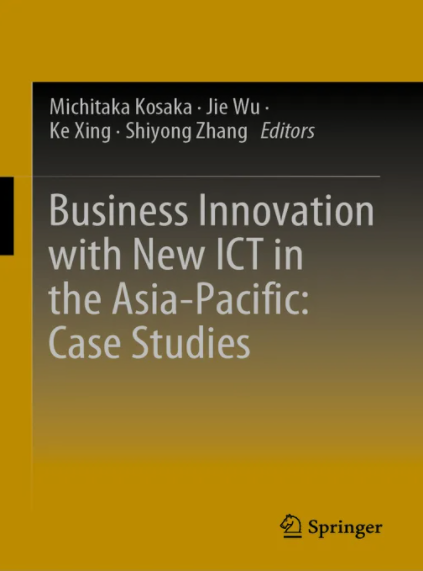 Michitaka Kosaka · Jie Wu ·
Ke Xing · Shiyong Zhang Editors
Business Innovation
with New ICT in
the Asia-Pacific:
Case Studies
Springer